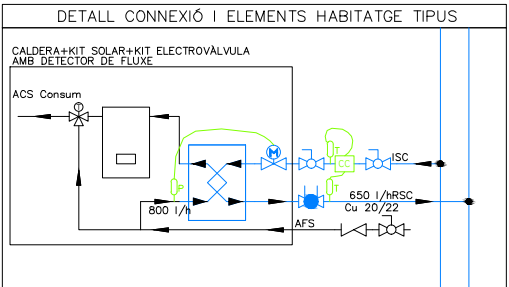 DETALL CONNEXIÓ I ELEMENTS HABITATGE TIPUS
CALDERA+KIT SOLAR+KIT ELECTROVÀLVULA
AMB DETECTOR DE FLUXE
ACS Consum
T
M
T
CC
ISC
P
T
800 l/h
650 l/h
RSC
Cu 20/22
AFS